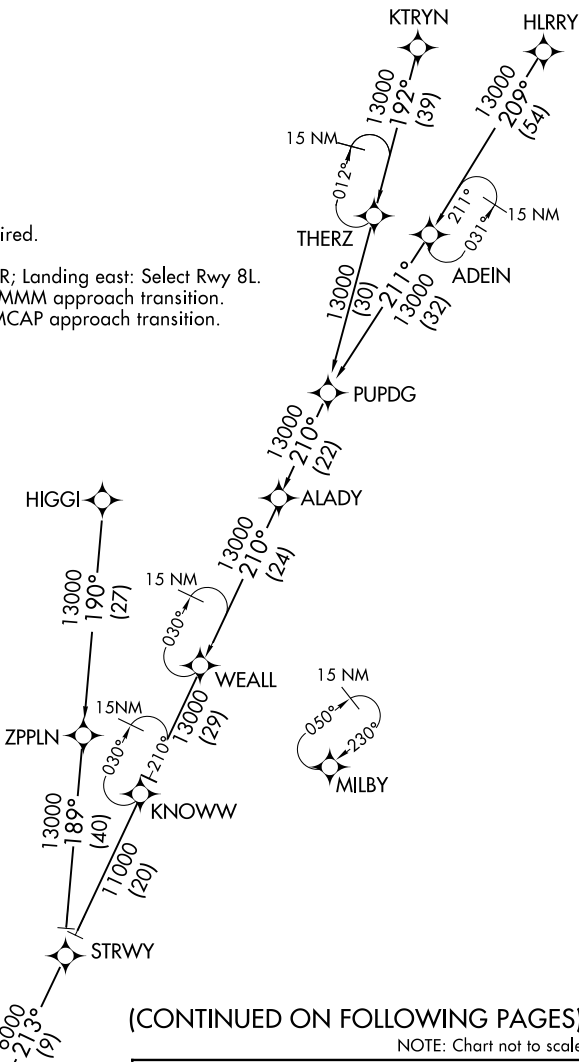 KTRYN
HLRRY
13000
192°
(39)
13000
209°
(54)
15 NM
012°
THERZ
211°
031°
15 NM
ADEIN
ired.
R; Landing east: Select Rwy 8L.
MMM approach transition.
MCAP approach transition.
13000
(30)
211°
13000
(32)
PUPDG
13000
210°
(22)
HIGGI
ALADY
13000
190°
(27)
13000
210°
(24)
15 NM
030°
WEALL
15 NM
050°
230°
MILBY
ZPPLN
15NM
030°
210°
13000
(29)
KNOWW
13000
189°
(40)
11000
(20)
STRWY
213°
(9)
(CONTINUED ON FOLLOWING PAGES)
NOTE: Chart not to scale